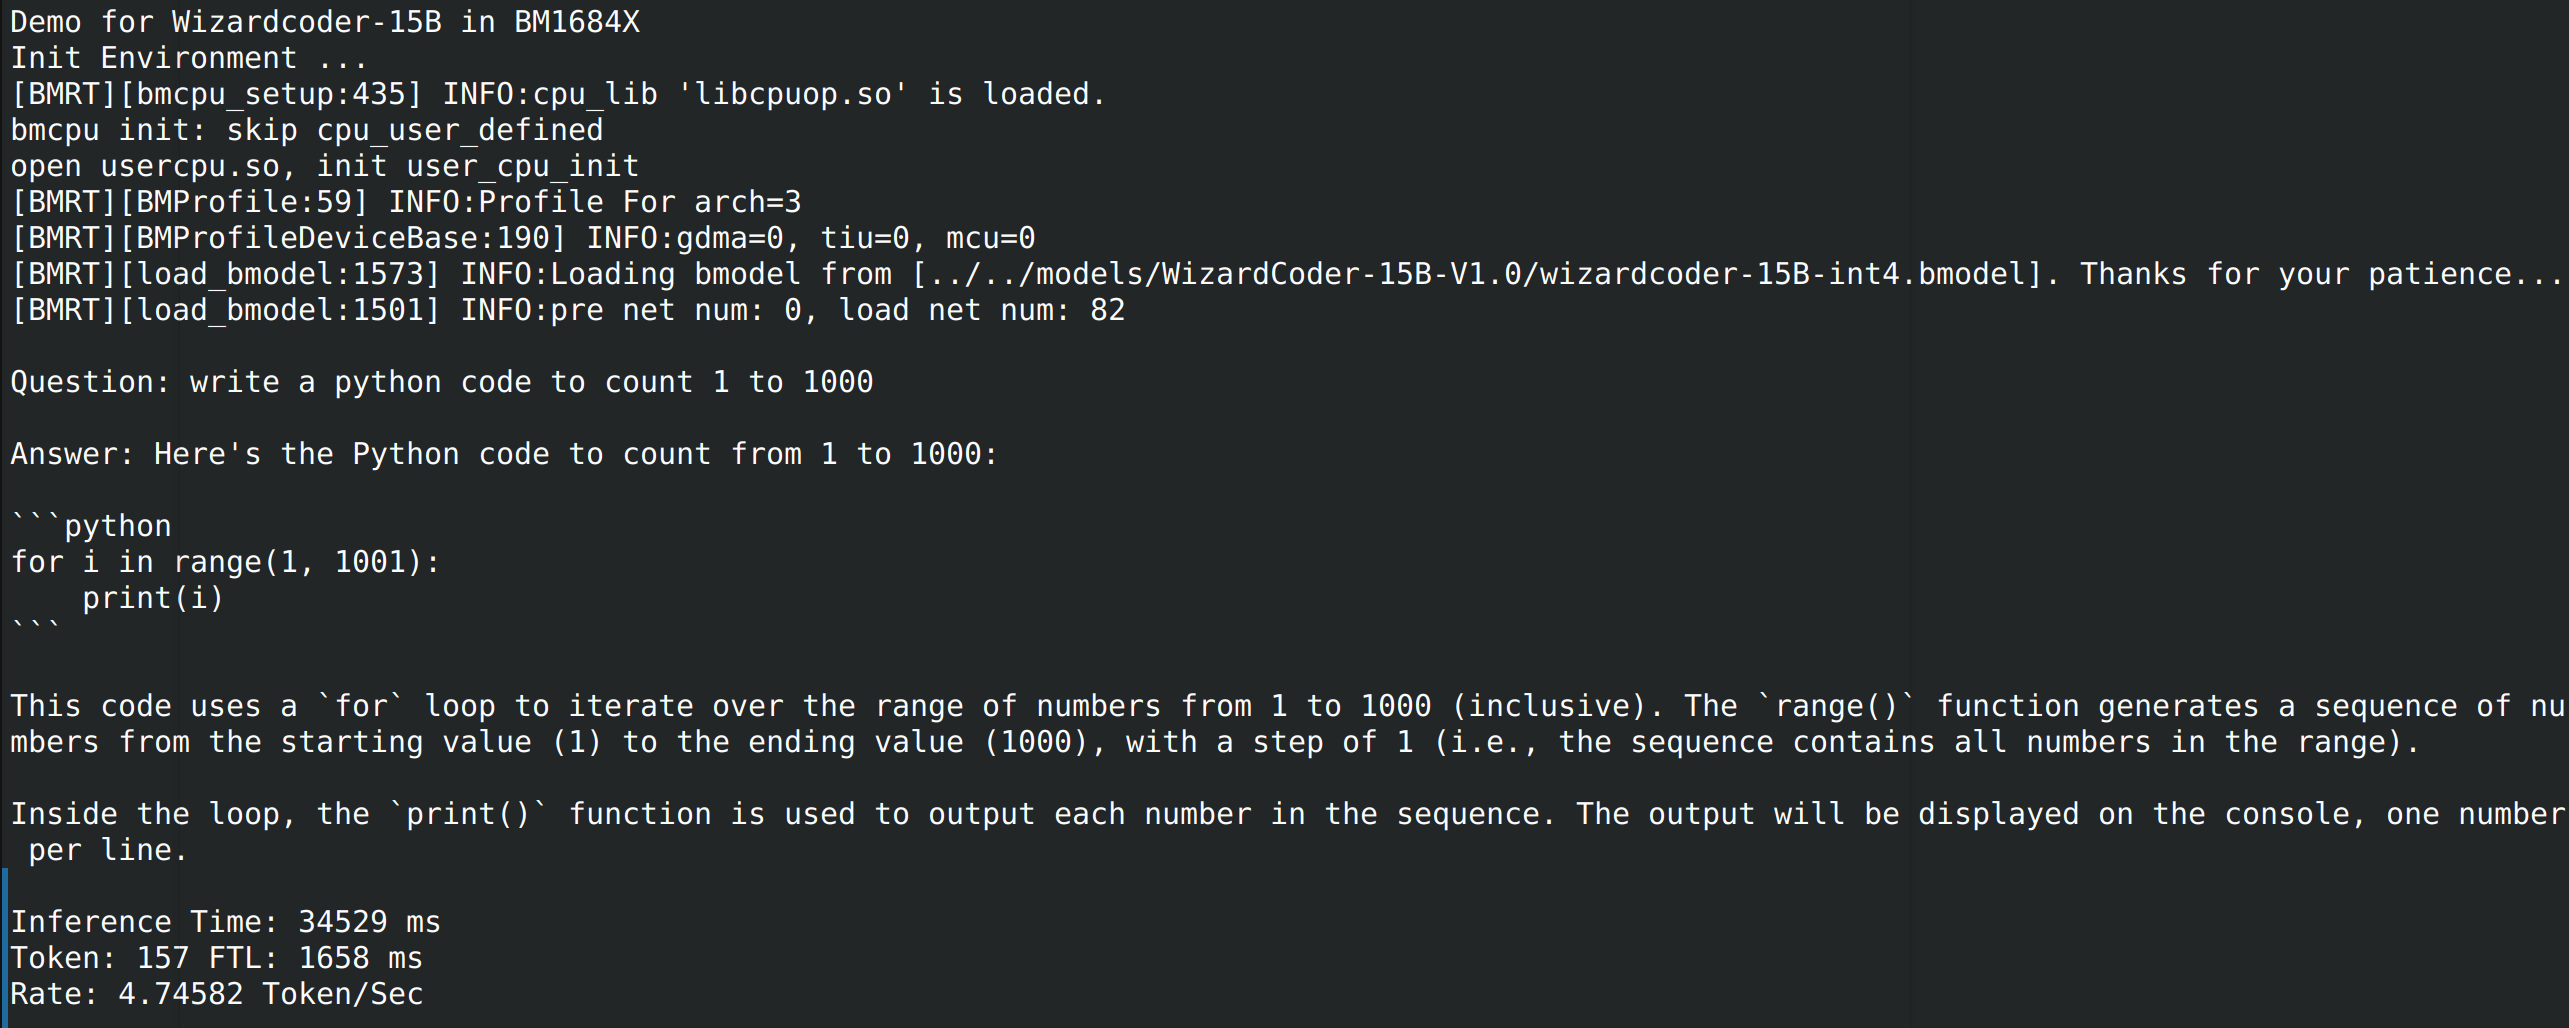 Demo for Wizardcoder-15B in BM1684X
Init Environment ...
[BMRT][bmcpu_setup:435] INFO:cpu_lib 'libcpuop.so' is loaded.
bmcpu init: skip cpu_user_defined
open usercpu.so, init user_cpu_init
[BMRT][BMProfile:59] INFO:Profile For arch=3
[BMRT][BMProfileDeviceBase:190] INFO:gdma=0, tiu=0, mcu=0
[BMRT][load_bmodel:1573] INFO:Loading bmodel from [../../models/WizardCoder-15B-V1.0/wizardcoder-15B-int4.bmodel]. Thanks for your patience...
[BMRT][load_bmodel:1501] INFO:pre net num: 0, load net num: 82

Question: write a python code to count 1 to 1000

Answer: Here's the Python code to count from 1 to 1000:

```python
for i in range(1, 1001):
    print(i)
```

This code uses a `for` loop to iterate over the range of numbers from 1 to 1000 (inclusive). The `range()` function generates a sequence of nu
mbers from the starting value (1) to the ending value (1000), with a step of 1 (i.e., the sequence contains all numbers in the range).

Inside the loop, the `print()` function is used to output each number in the sequence. The output will be displayed on the console, one number
 per line.

Inference Time: 34529 ms
Token: 157 FTL: 1658 ms
Rate: 4.74582 Token/Sec